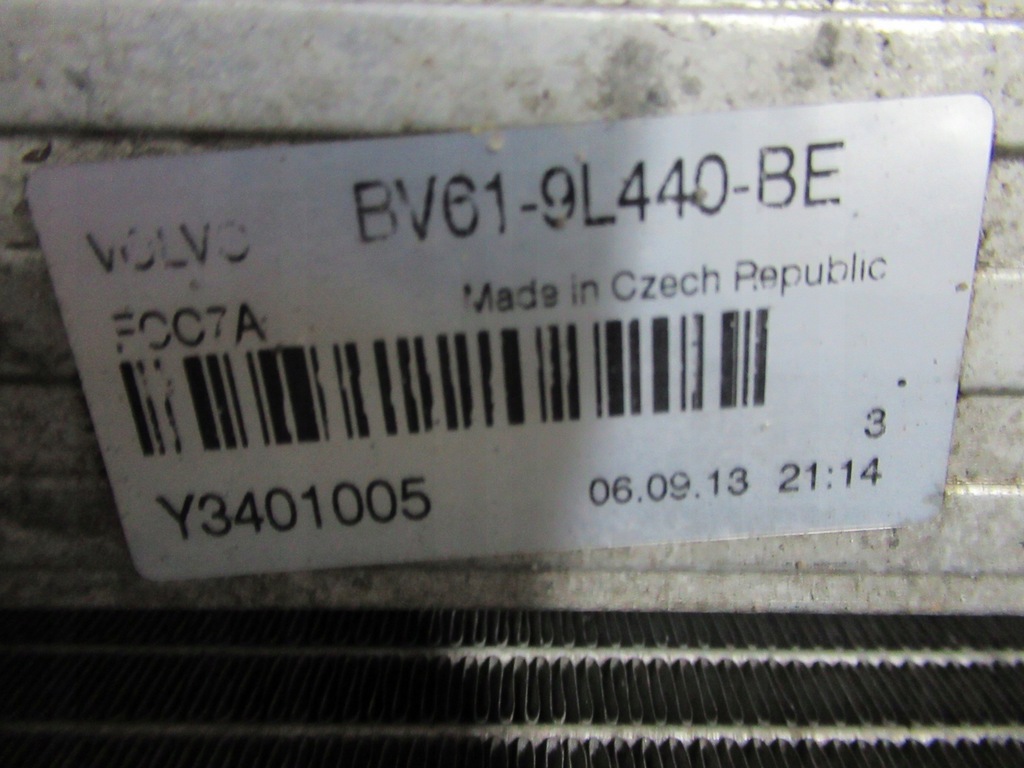 BV61-9L440-BE
VOLVO
Made in Czech Republic
FCC7A
3
Y3401005
06.09.13 21:14